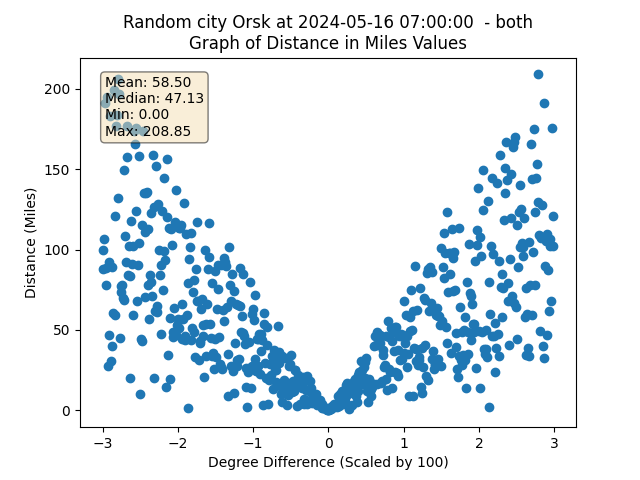 Random city Orsk at 2024-05-16 07:00:00  - both
Graph of Distance in Miles Values
Mean: 58.50
Median: 47.13
Min: 0.00
Max: 208.85
200
150
100
50
0
Distance (Miles)
−3
−2
−1
0
1
2
3
Degree Difference (Scaled by 100)